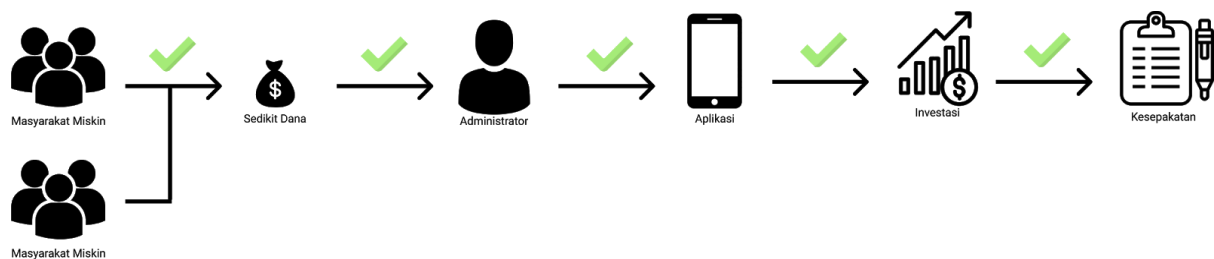 Masyarakat Miskin
Sedikit Dana
$
Administrator
Aplikasi
$
Investasi
Kesepakatan
Masyarakat Miskin